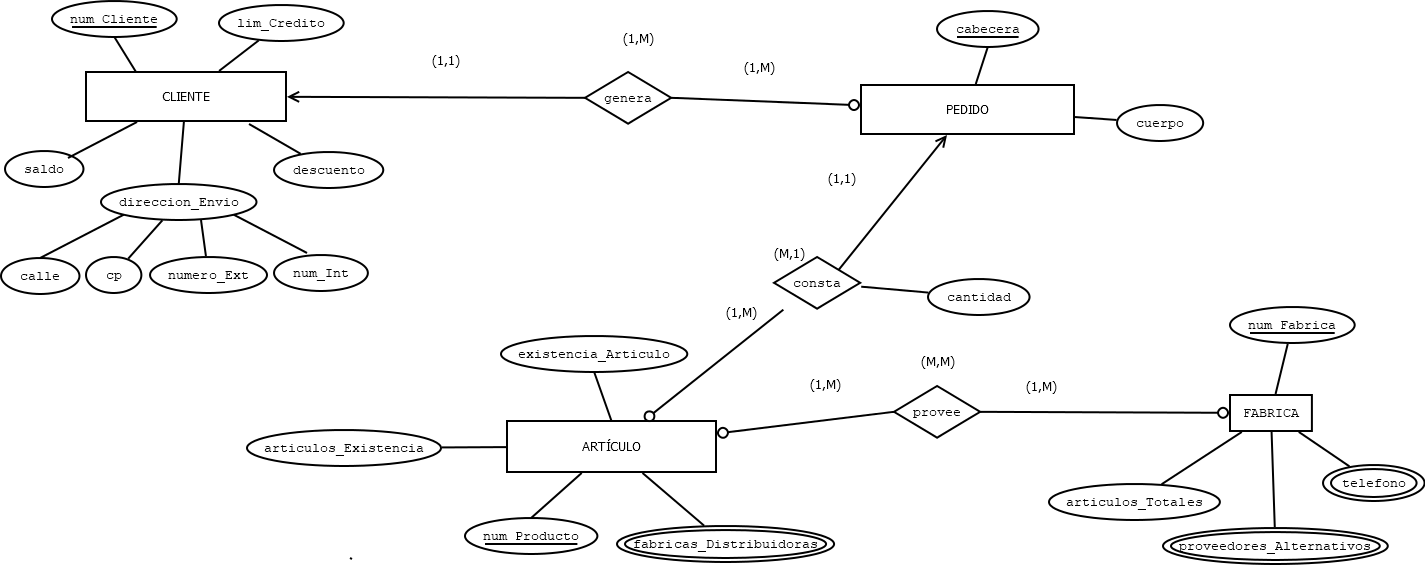 num_Cliente
lim_Credito
cabecera
(1,M)
(1,1)
(1,M)
CLIENTE
genera
PEDIDO
cuerpo
saldo
descuento
(1,1)
direccion_Envio
calle
cp
numero_Ext
num_Int
(M,1)
consta
cantidad
(1,M)
num_Fabrica
existencia_Articulo
(M,M)
(1,M)
(1,M)
provee
FABRICA
articulos_Existencia
ARTÍCULO
telefono
articulos_Totales
num_Producto
fabricas_Distribuidoras
proveedores_Alternativos
.